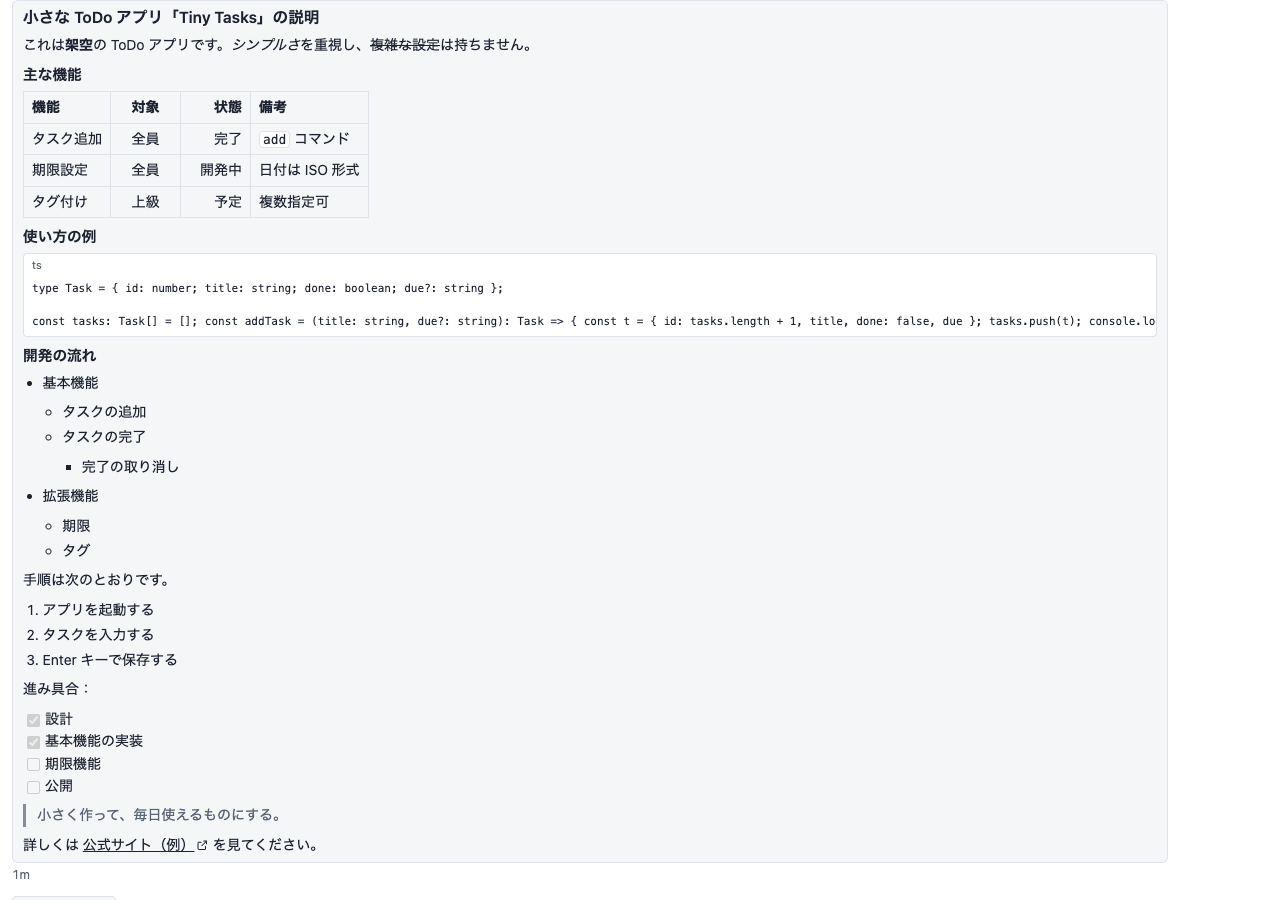 小さな ToDo アプリ「Tiny Tasks」の説明
これは架空の ToDo アプリです。シンプルさを重視し、複雑な設定は持ちません。
主な機能
機能 対象 状態 備考
タスク追加 全員 完了 add コマンド
期限設定 全員 開発中 日付は ISO 形式
タグ付け 上級 予定 複数指定可
使い方の例
ts
type Task = { id: number; title: string; done: boolean; due?: string };
const tasks: Task[] = []; const addTask = (title: string, due?: string): Task => { const t = { id: tasks.length + 1, title, done: false, due }; tasks.push(t); console.lo
開発の流れ
• 基本機能
◦ タスクの追加
◦ タスクの完了
▪ 完了の取り消し
• 拡張機能
◦ 期限
◦ タグ
手順は次のとおりです。
1. アプリを起動する
2. タスクを入力する
3. Enter キーで保存する
進み具合：
設計
基本機能の実装
期限機能
公開
小さく作って、毎日使えるものにする。
詳しくは 公式サイト（例） を見てください。
1m